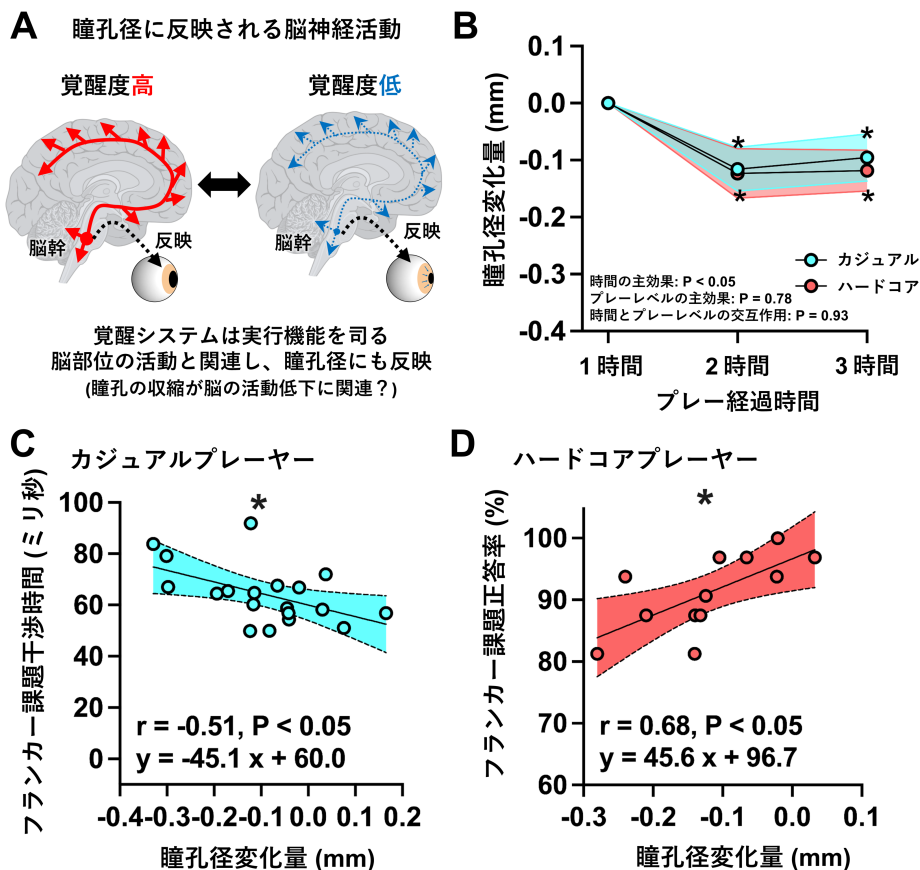 A
瞳孔径に反映される脳神経活動
覚醒度高
覚醒度低
脳幹
反映
脳幹
反映
覚醒システムは実行機能を司る
脳部位の活動と関連し、瞳孔径にも反映
(瞳孔の収縮が脳の活動低下に関連？)
B
瞳孔径変化量 (mm)
0.1
0.0
-0.1
-0.2
-0.3
-0.4
*
*
*
*
カジュアル
ハードコア
時間の主効果: P < 0.05
プレーレベルの主効果: P = 0.78
時間とプレーレベルの交互作用: P = 0.93
1 時間
2 時間
3 時間
プレー経過時間
C
カジュアルプレーヤー
*
フランカー課題干渉時間 (ミリ秒)
100
80
60
40
20
0
r = -0.51, P < 0.05
y = -45.1 x + 60.0
-0.4
-0.3
-0.2
-0.1
0.0
0.1
0.2
瞳孔径変化量 (mm)
D
ハードコアプレーヤー
*
フランカー課題正答率 (%)
100
90
80
70
60
r = 0.68, P < 0.05
y = 45.6 x + 96.7
-0.3
-0.2
-0.1
0.0
0.1
瞳孔径変化量 (mm)